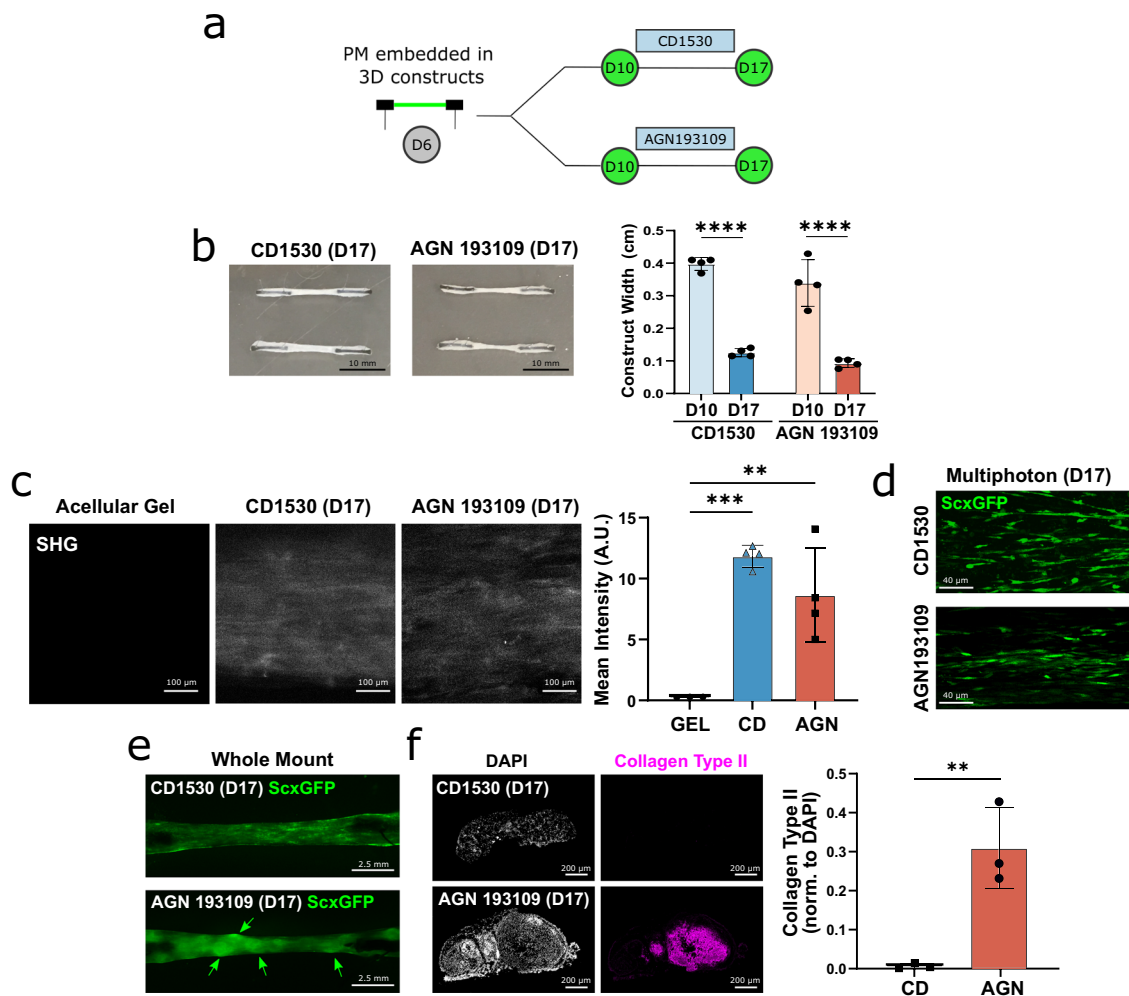 a
PM embedded in
3D constructs
D6
CD1530
D10
D17
AGN193109
D10
D17
b
CD1530 (D17)
AGN 193109 (D17)
10 mm
10 mm
Construct Width (cm)
0.5
0.4
0.3
0.2
0.1
0.0
****
****
D10 D17 D10 D17
CD1530 AGN 193109
c
Acellular Gel
CD1530 (D17)
AGN 193109 (D17)
SHG
100 µm
100 µm
100 µm
Mean Intensity (A.U.)
15
10
5
0
**
***
GEL CD AGN
d
Multiphoton (D17)
CD1530
ScxGFP
40 µm
AGN193109
40 µm
e
Whole Mount
CD1530 (D17) ScxGFP
2.5 mm
AGN 193109 (D17) ScxGFP
2.5 mm
f
DAPI
Collagen Type II
CD1530 (D17)
200 µm
200 µm
AGN 193109 (D17)
200 µm
200 µm
Collagen Type II
(norm. to DAPI)
0.5
0.4
0.3
0.2
0.1
0.0
**
CD AGN